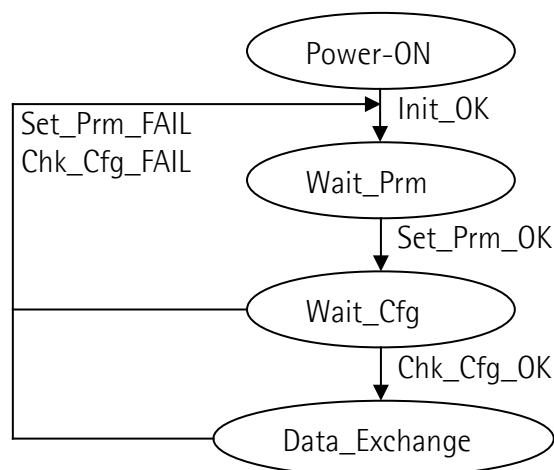 Power-ON
Init_OK
Set_Prm_FAIL
Chk_Cfg_FAIL
Wait_Prm
Set_Prm_OK
Wait_Cfg
Chk_Cfg_OK
Data_Exchange